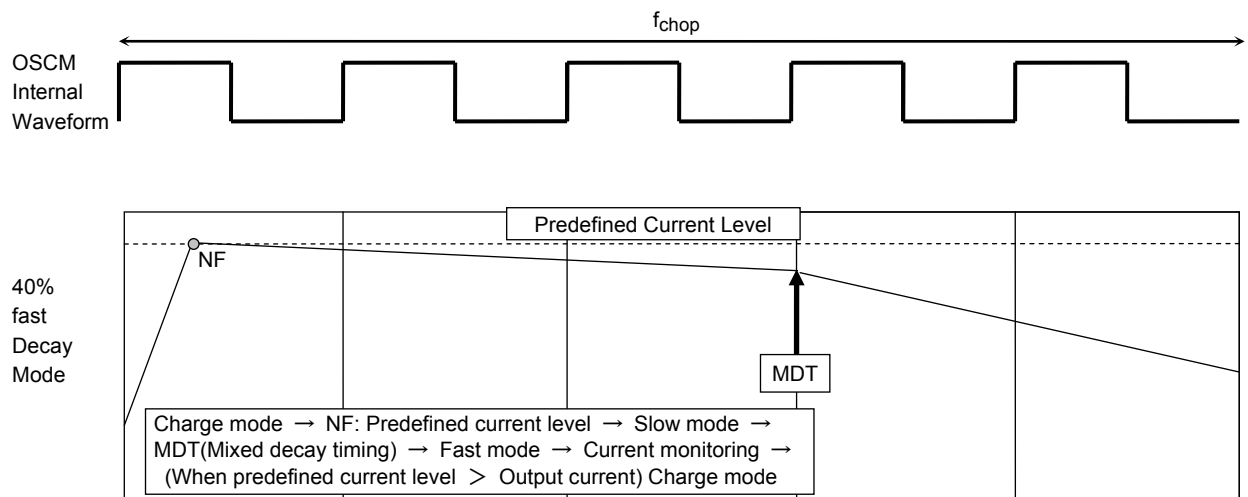 fchop
OSCM
Internal
Waveform
Predefined Current Level
NF
40%
fast
Decay
Mode
MDT
Charge mode → NF: Predefined current level → Slow mode →
MDT(Mixed decay timing) → Fast mode → Current monitoring →
(When predefined current level ＞ Output current) Charge mode